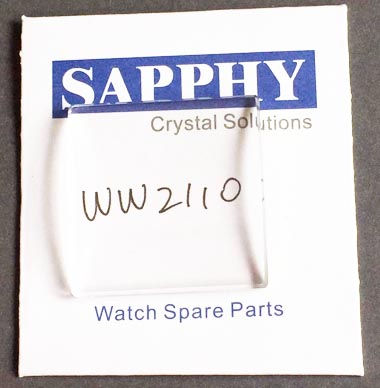 SAPPHY
Crystal Solutions
WW2110
Watch Spare Parts